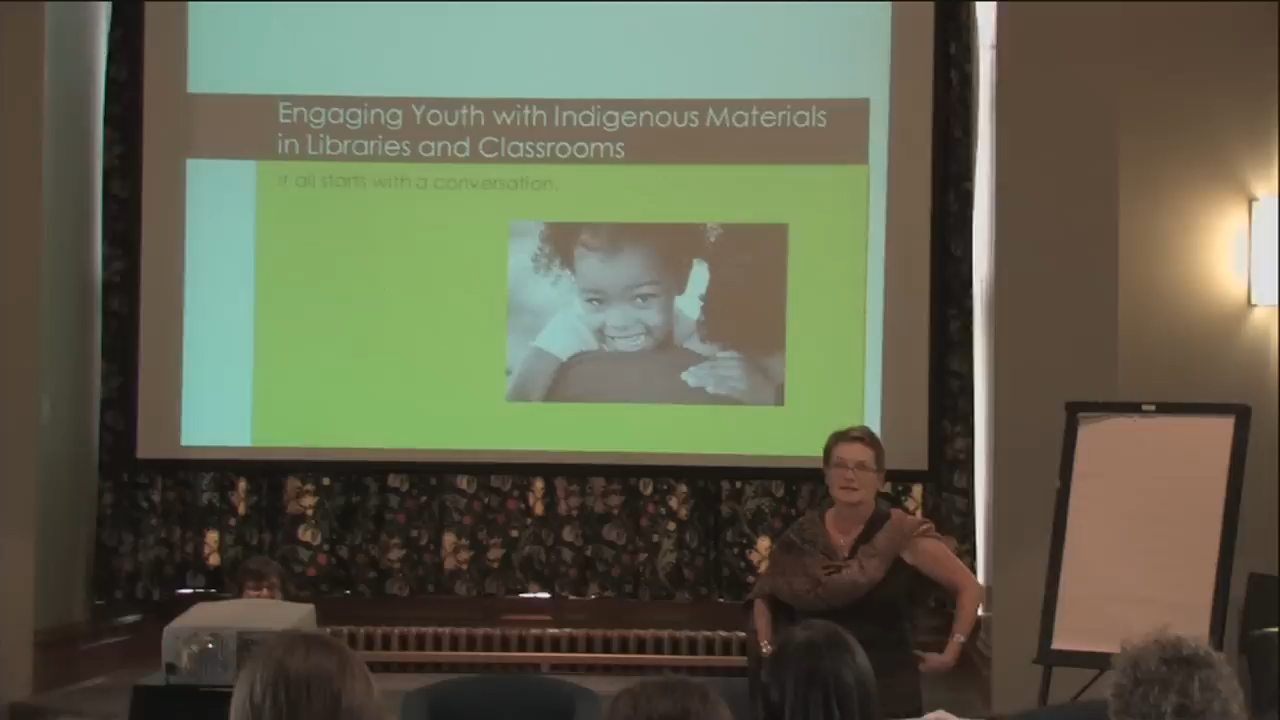 Engaging Youth with Indigenous Materials
in Libraries and Classrooms
It all starts with a conversation.